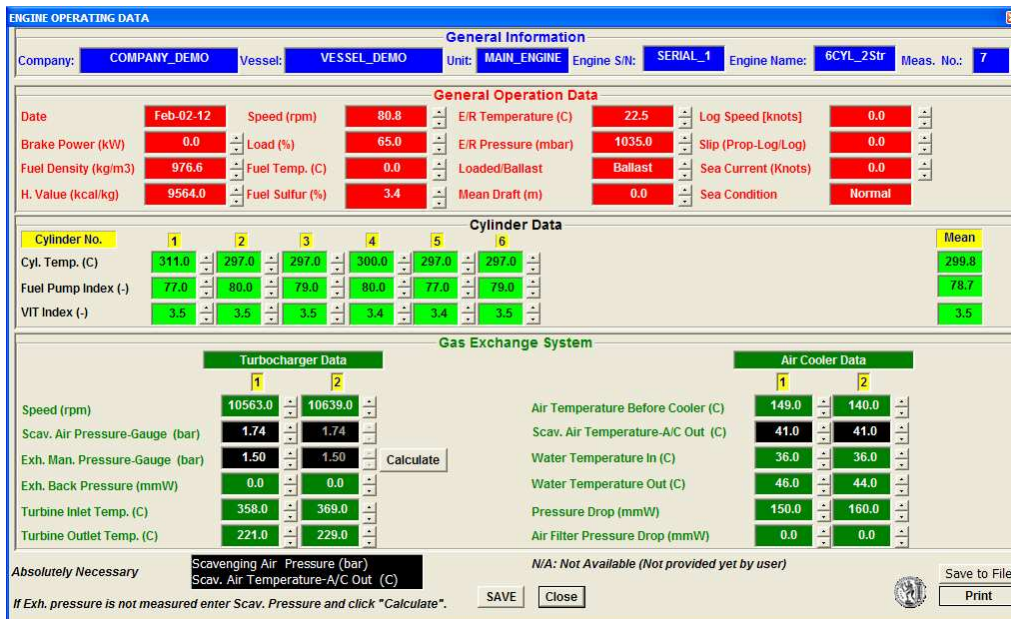 ENGINE OPERATING DATA
General Information
Company: COMPANY_DEMO Vessel: VESSEL_DEMO Unit: MAIN_ENGINE Engine S/N: SERIAL_1 Engine Name: 6CYL_2Str Meas. No.: 7
General Operation Data
Date Feb-02-12 Speed (rpm) 80.8 E/R Temperature (C) 22.5 Log Speed [knots] 0.0
Brake Power (kW) 0.0 Load (%) 65.0 E/R Pressure (mbar) 1035.0 Slip (Prop-Log/Log) 0.0
Fuel Density (kg/m3) 976.6 Fuel Temp. (C) 0.0 Loaded/Ballast Ballast Sea Current (Knots) 0.0
H. Value (kcal/kg) 9564.0 Fuel Sulfur (%) 3.4 Mean Draft (m) 0.0 Sea Condition Normal
Cylinder Data
Cylinder No. 1 2 3 4 5 6 Mean
Cyl. Temp. (C) 311.0 297.0 297.0 300.0 297.0 297.0 299.8
Fuel Pump Index (-) 77.0 80.0 79.0 80.0 77.0 79.0 78.7
VIT Index (-) 3.5 3.5 3.5 3.4 3.4 3.5 3.5
Gas Exchange System
Turbocharger Data Air Cooler Data
1 2 1 2
Speed (rpm) 10563.0 10639.0 Air Temperature Before Cooler (C) 149.0 140.0
Scav. Air Pressure-Gauge (bar) 1.74 1.74 Scav. Air Temperature-A/C Out (C) 41.0 41.0
Exh. Man. Pressure-Gauge (bar) 1.50 1.50 Calculate Water Temperature In (C) 36.0 36.0
Exh. Back Pressure (mmW) 0.0 0.0 Water Temperature Out (C) 46.0 44.0
Turbine Inlet Temp. (C) 358.0 369.0 Pressure Drop (mmW) 150.0 160.0
Turbine Outlet Temp. (C) 221.0 229.0 Air Filter Pressure Drop (mmW) 0.0 0.0
Absolutely Necessary Scavenging Air Pressure (bar) N/A: Not Available (Not provided yet by user)
Scav. Air Temperature-A/C Out (C) Save to File
If Exh. pressure is not measured enter Scav. Pressure and click "Calculate". SAVE Close Print